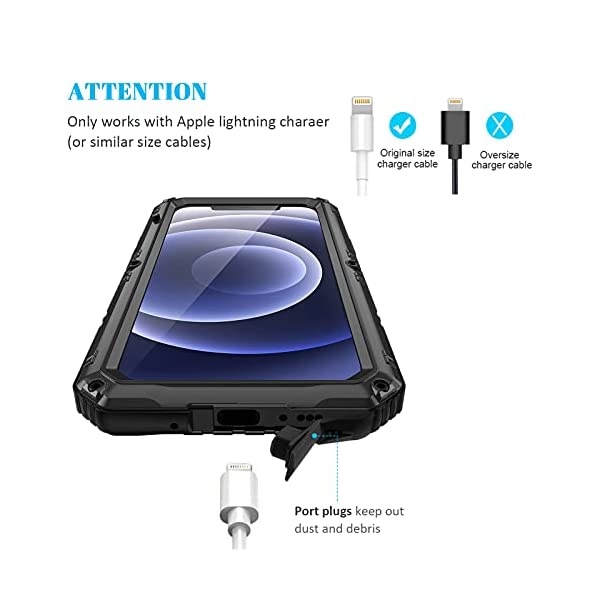 ATTENTION
Only works with Apple lightning charaer
(or similar size cables)
Original size
charger cable
Oversize
charger cable
Port plugs keep out
dust and debris